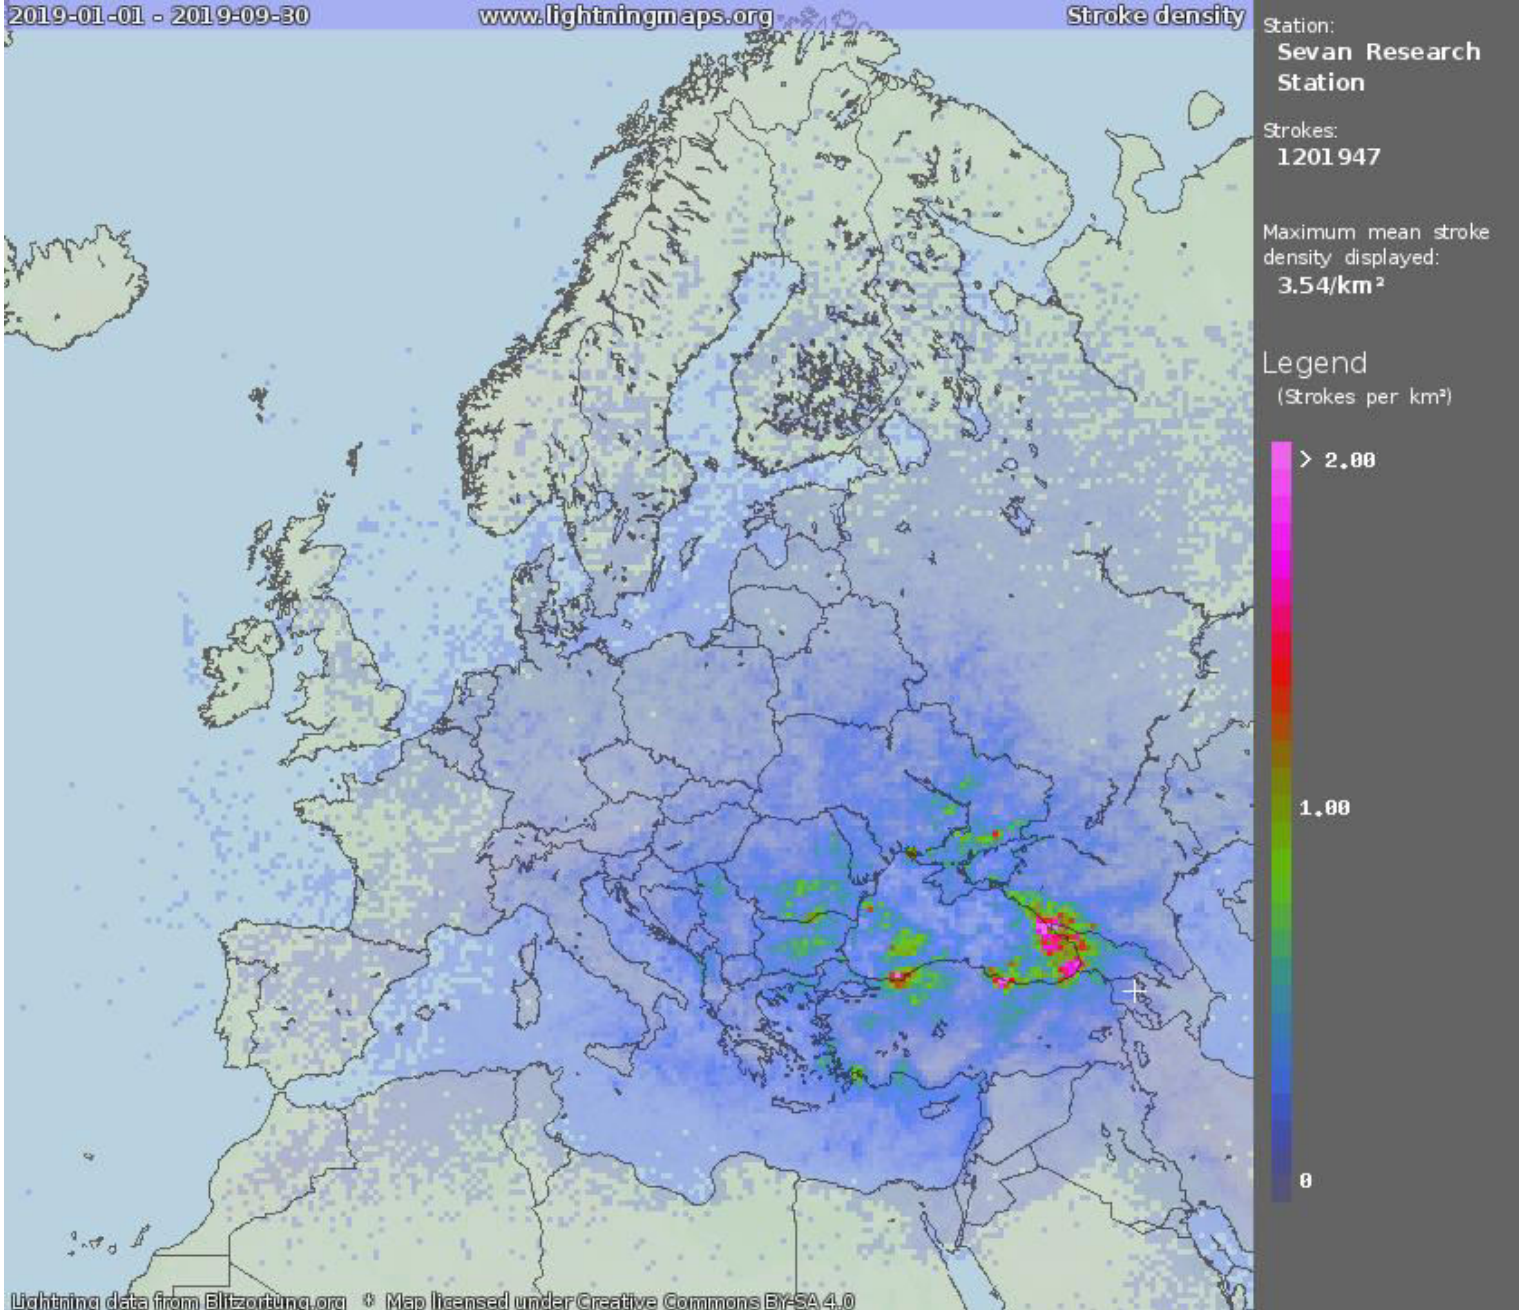 2019-01-01 - 2019-09-30 www.lightningmaps.org Stroke density
Station:
Sevan Research
Station
Strokes:
1201947
Maximum mean stroke
density displayed:
3.54/km²
Legend
(Strokes per km²)
> 2.00
1.00
0
Lightning data from Blitzortung.org * Map licensed under Creative Commons BY-SA 4.0